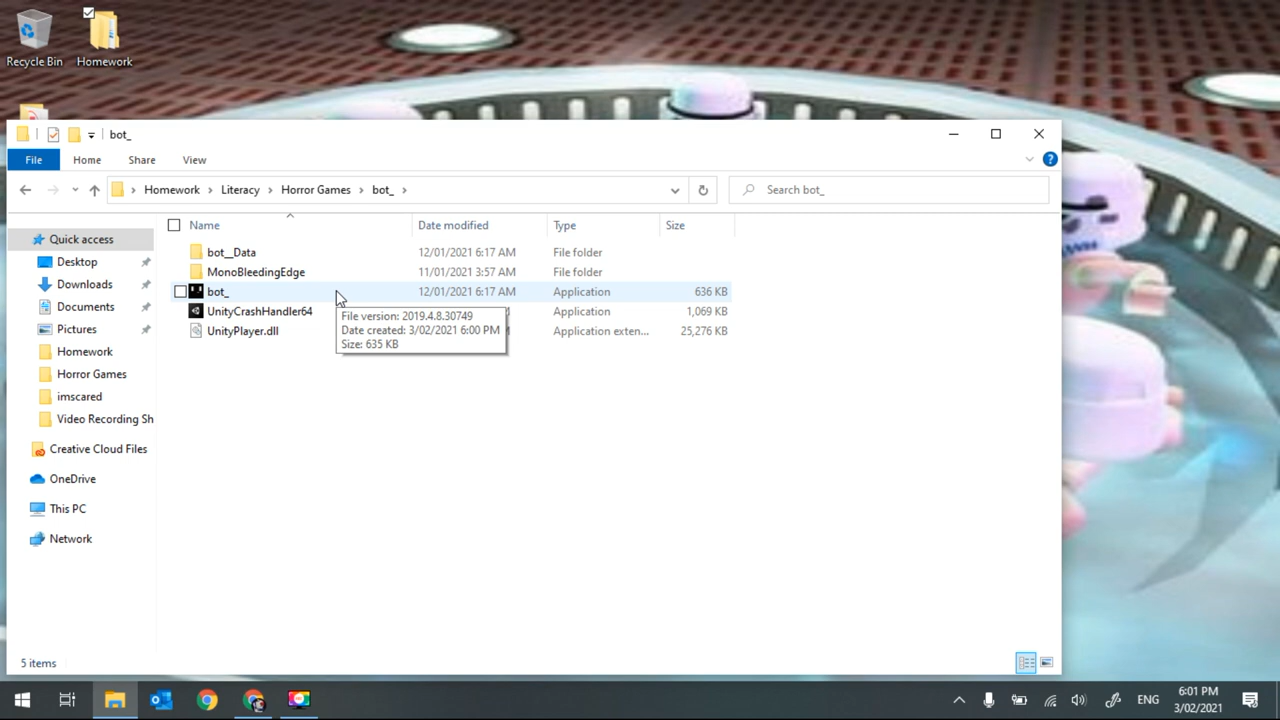 Recycle Bin
Homework
bot_
File
Home
Share
View
Homework
Literacy
Horror Games
bot_
Search bot_
Name
Date modified
Type
Size
bot__Data
12/01/2021 6:17 AM
File folder
MonoBleedingEdge
11/01/2021 3:57 AM
File folder
bot_
12/01/2021 6:17 AM
Application
636 KB
UnityCrashHandler64
Application
1,069 KB
UnityPlayer.dll
Application exten...
25,276 KB
File version: 2019.4.8.30749
Date created: 3/02/2021 6:00 PM
Size: 635 KB
Quick access
Desktop
Downloads
Documents
Pictures
Homework
Horror Games
imscared
Video Recording Sh
Creative Cloud Files
OneDrive
This PC
Network
5 items
ENG
6:01 PM
3/02/2021